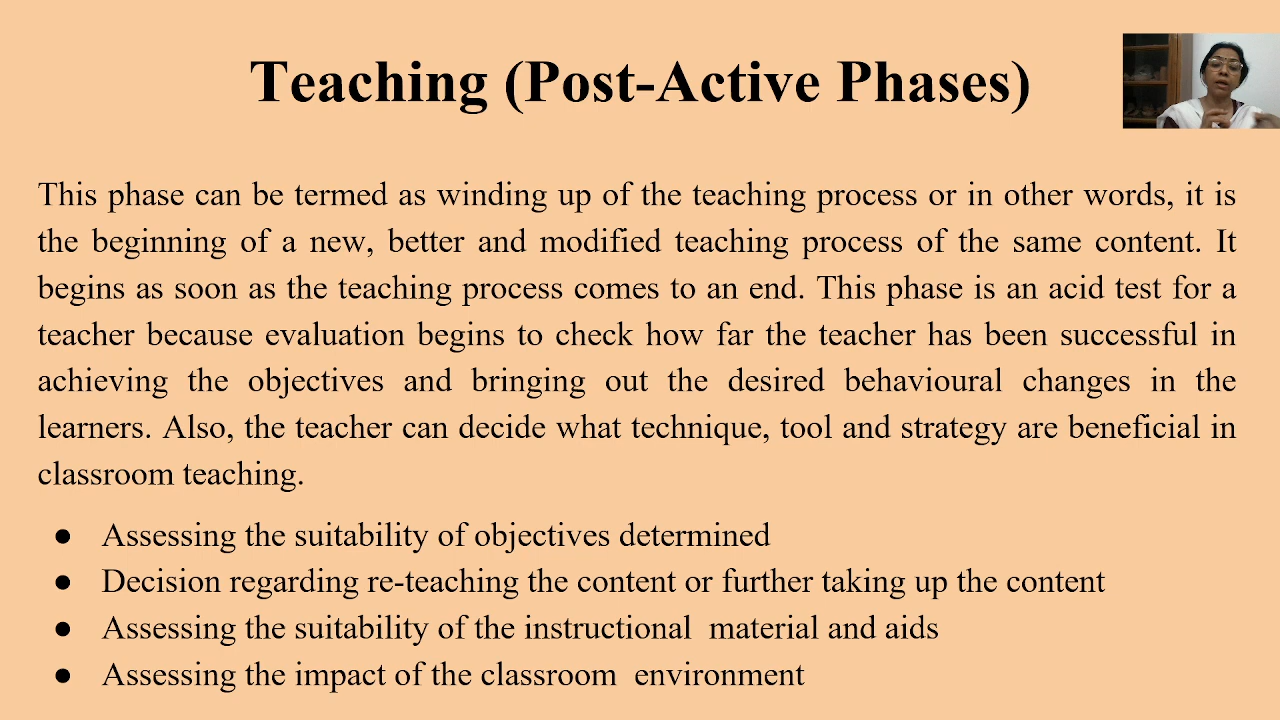 Teaching (Post-Active Phases)
This phase can be termed as winding up of the teaching process or in other words, it is
the beginning of a new, better and modified teaching process of the same content. It
begins as soon as the teaching process comes to an end. This phase is an acid test for a
teacher because evaluation begins to check how far the teacher has been successful in
achieving the objectives and bringing out the desired behavioural changes in the
learners. Also, the teacher can decide what technique, tool and strategy are beneficial in
classroom teaching.
● Assessing the suitability of objectives determined
● Decision regarding re-teaching the content or further taking up the content
● Assessing the suitability of the instructional  material and aids
● Assessing the impact of the classroom  environment